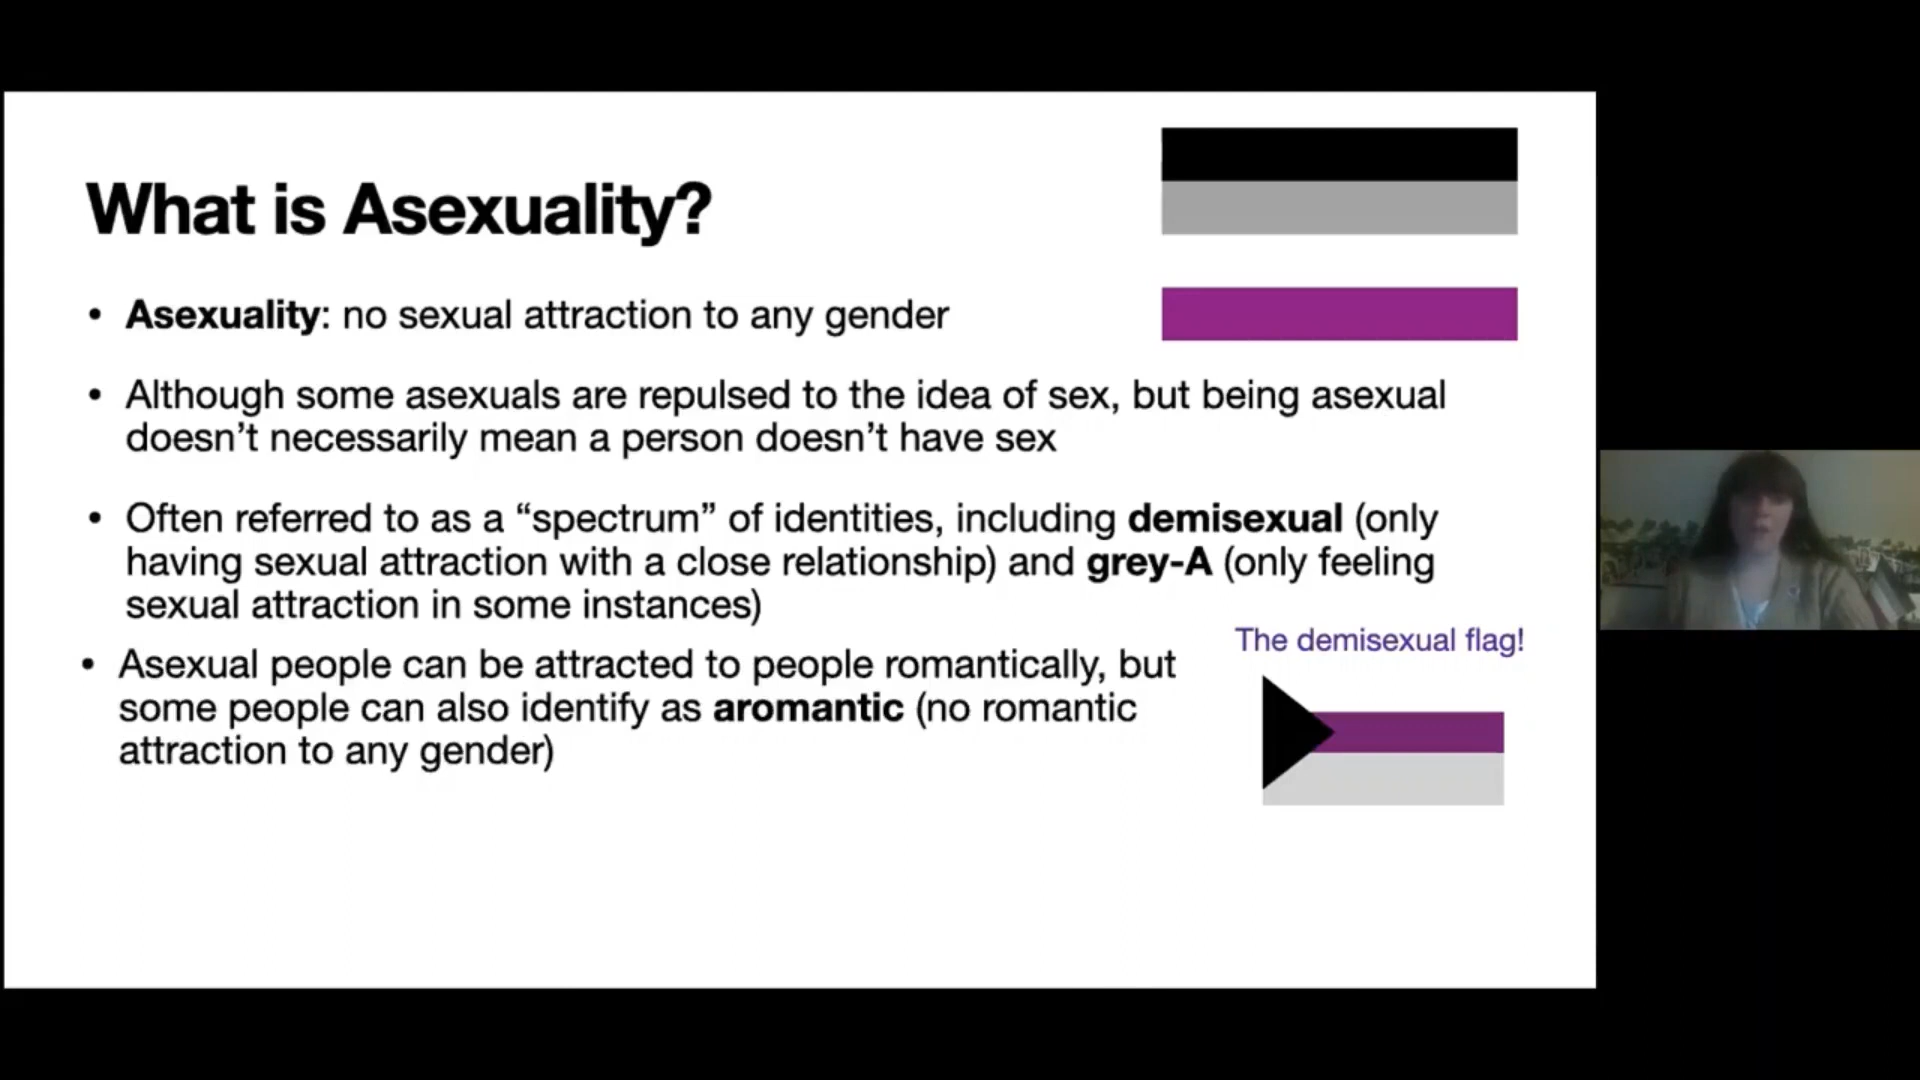 What is Asexuality?
• Asexuality: no sexual attraction to any gender
• Although some asexuals are repulsed to the idea of sex, but being asexual
doesn’t necessarily mean a person doesn’t have sex
• Often referred to as a “spectrum” of identities, including demisexual (only
having sexual attraction with a close relationship) and grey-A (only feeling
sexual attraction in some instances)
• Asexual people can be attracted to people romantically, but
some people can also identify as aromantic (no romantic
attraction to any gender)
The demisexual flag!